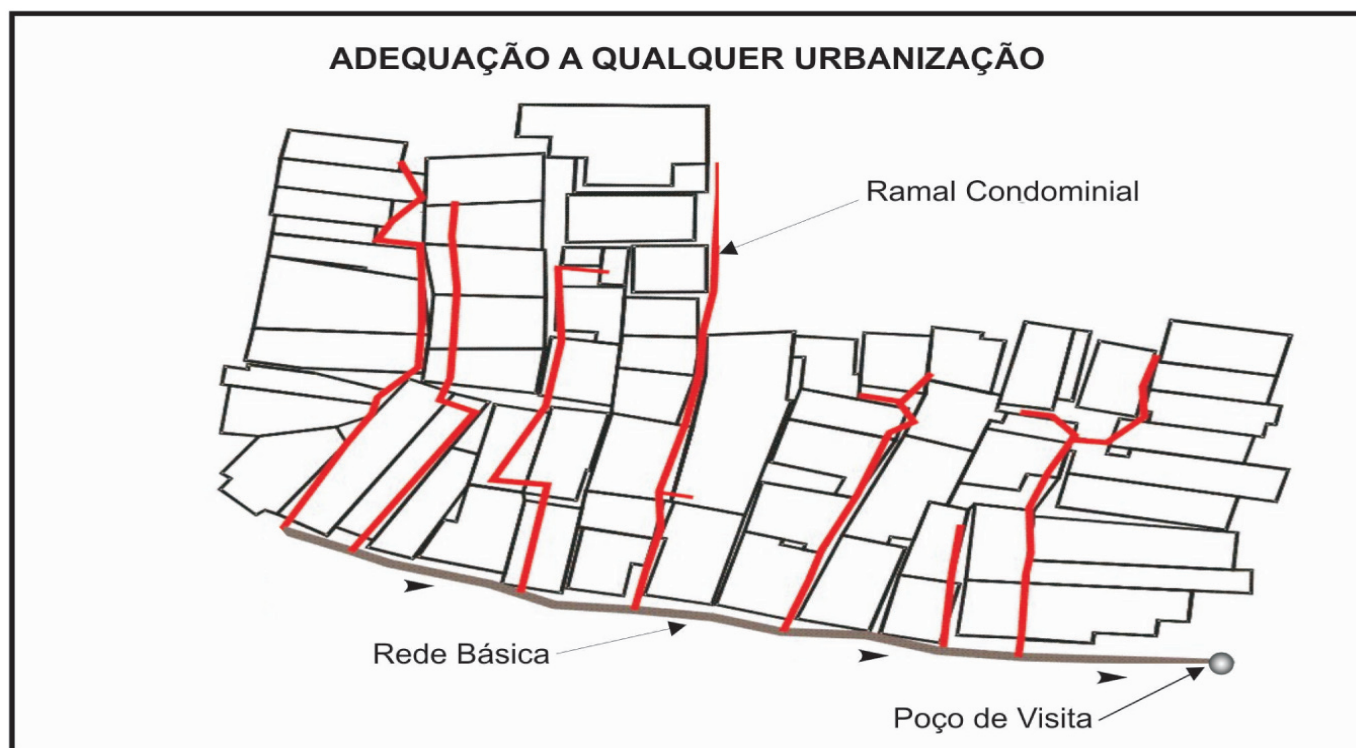 ADEQUAÇÃO A QUALQUER URBANIZAÇÃO
Ramal Condominial
Rede Básica
Poço de Visita